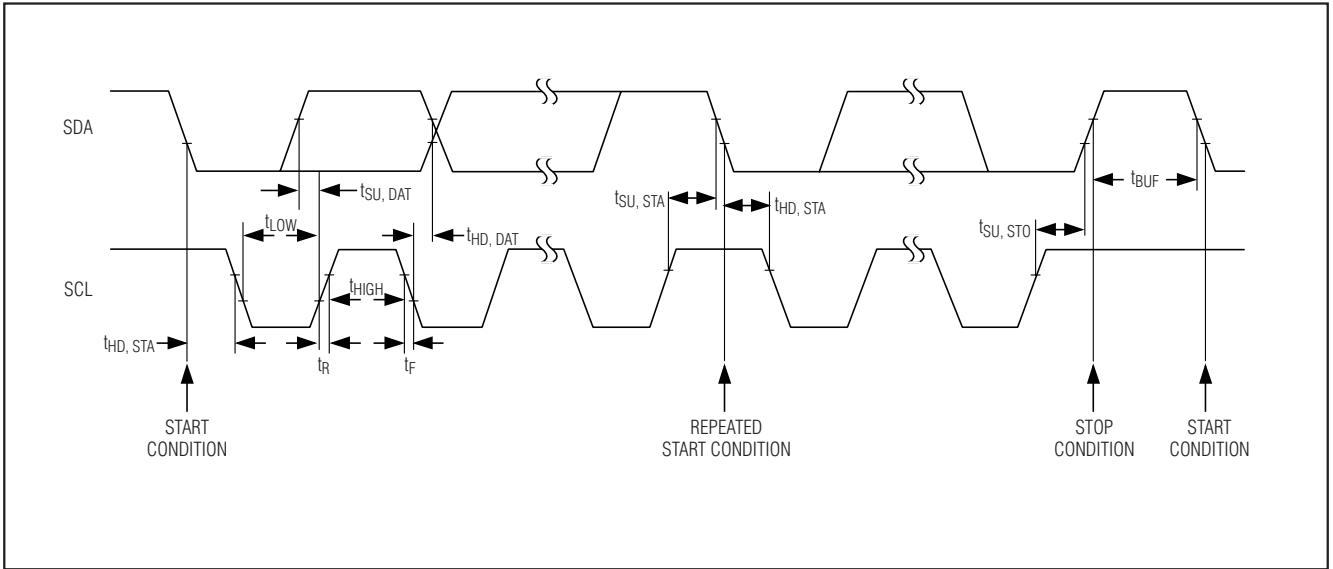 SDA
tSU, DAT
tLOW
tHD, DAT
tSU, STA
tHD, STA
tBUF
tSU, STO
SCL
tHIGH
tHD, STA
tR
tF
START
CONDITION
REPEATED
START CONDITION
STOP
CONDITION
START
CONDITION